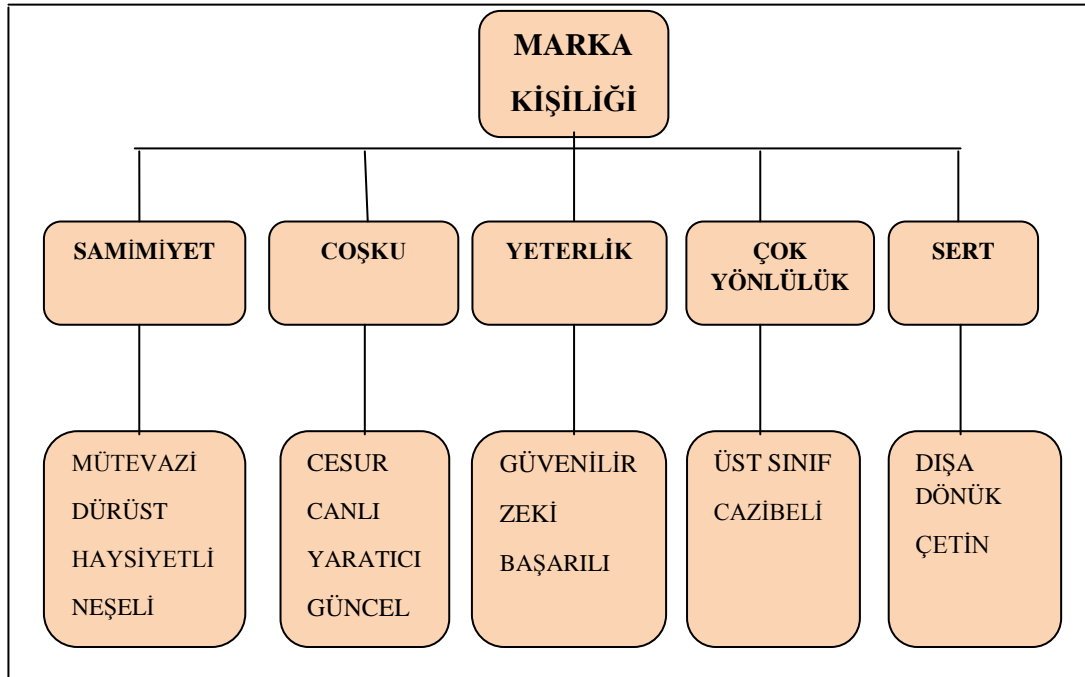 MARKA
KİŞİLİĞİ
SAMİMİYET
COŞKU
YETERLİK
ÇOK
YÖNLÜLÜK
SERT
MÜTEVAZİ
DÜRÜST
HAYSİYETLİ
NEŞELİ
CESUR
CANLI
YARATICI
GÜNCEL
GÜVENİLİR
ZEKİ
BAŞARILI
ÜST SINIF
CAZİBELİ
DIŞA
DÖNÜK
ÇETİN